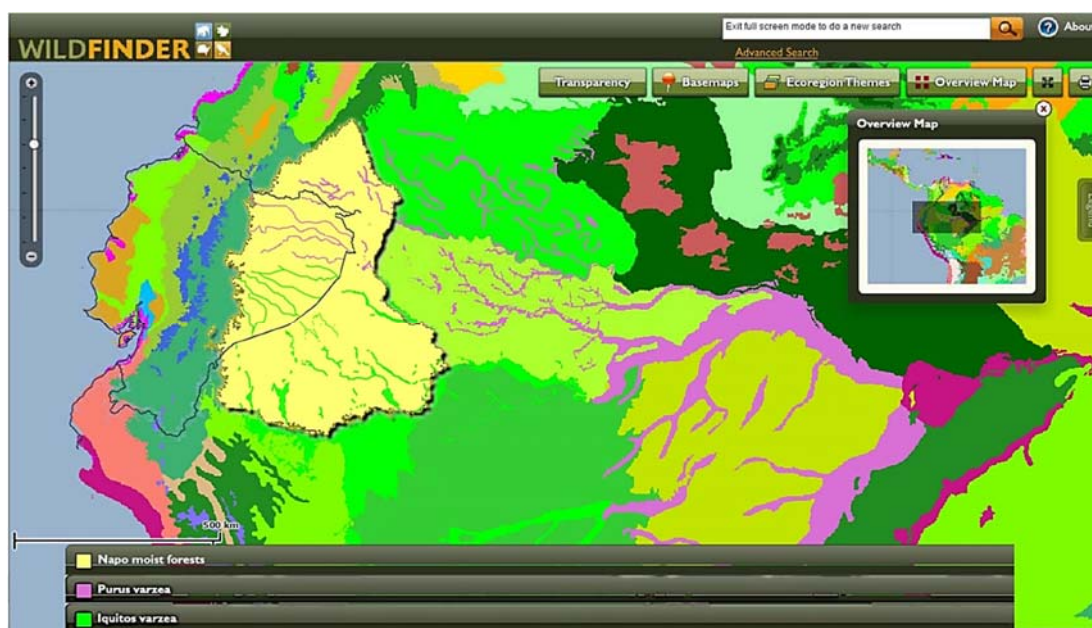 Exit full screen mode to do a new search
About
WILDFINDER
Advanced Search
Transparency
Basemaps
Ecoregion Themes
Overview Map
Overview Map
500 km
Napo moist forests
Purus varzea
Iquitos varzea